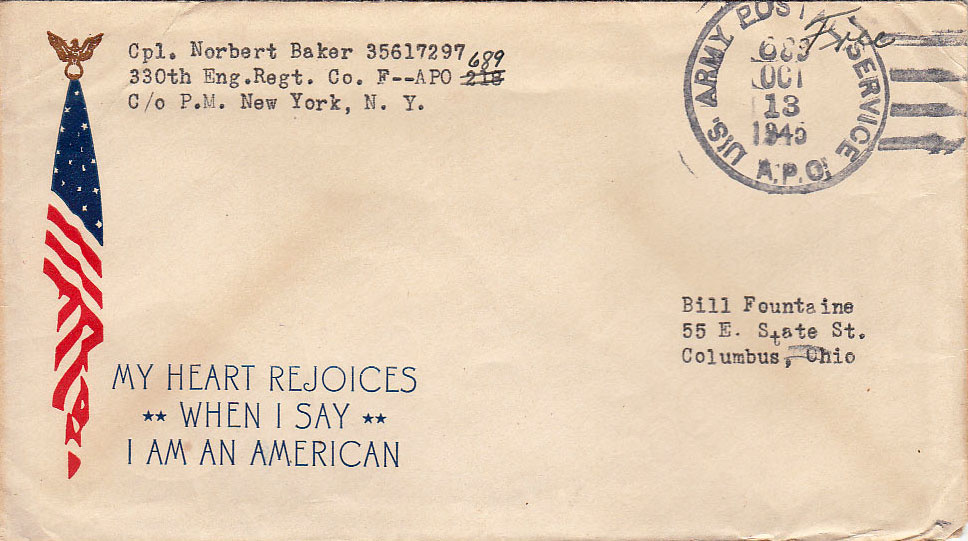 Cpl. Norbert Baker 35617297
330th Eng.Regt. Co. F--APO 218 689
C/o P.M. New York, N. Y.
Free
U.S. ARMY POSTAL SERVICE
689
OCT
13
1945
A.P.O.
Bill Fountaine
55 E. State St.
Columbus, Ohio
MY HEART REJOICES
★★ WHEN I SAY ★★
I AM AN AMERICAN